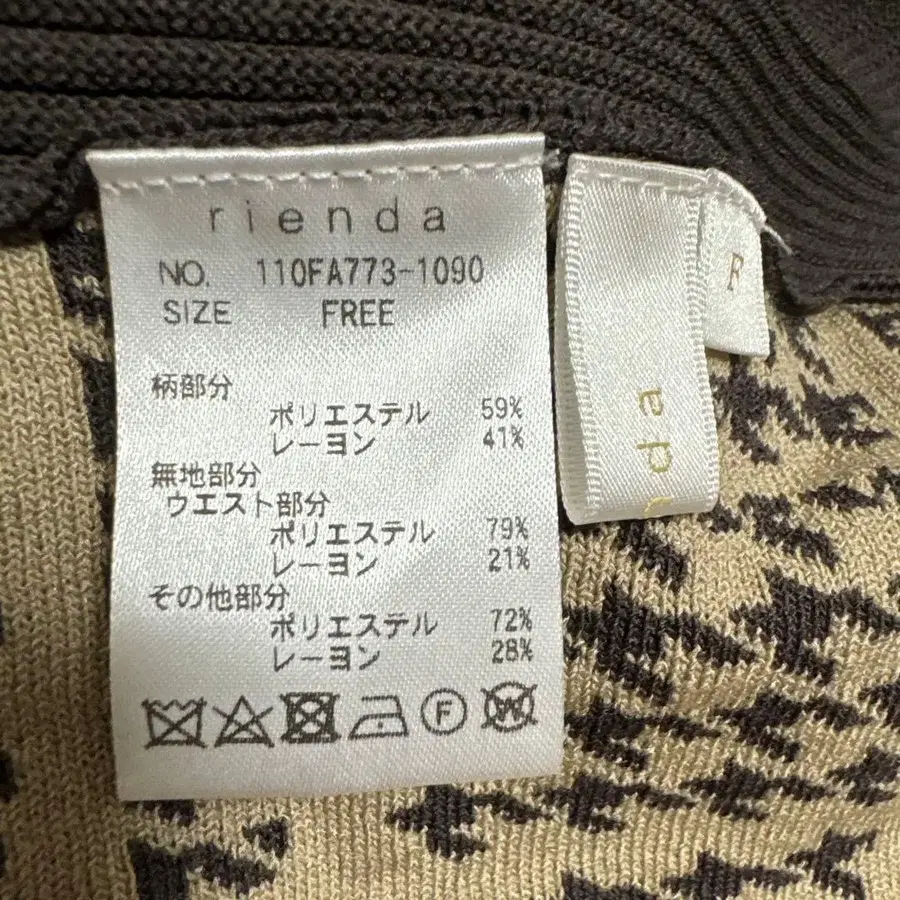 rienda
NO. 110FA773-1090
SIZE FREE
柄部分
ポリエステル 59%
レーヨン 41%
無地部分
ウエスト部分
ポリエステル 79%
レーヨン 21%
その他部分
ポリエステル 72%
レーヨン 28%
F
W
da
F